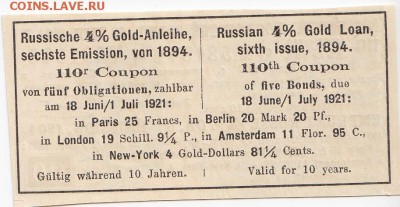 COINS.LAV.RU
Russische 4% Gold-Anleihe,
sechste Emission, von 1894.
110r Coupon
von fünf Obligationen, zahlbar
am 18 Juni/1 Juli 1921:
Russian 4% Gold Loan,
sixth issue, 1894.
110th Coupon
of five Bonds, due
18 June/1 July 1921:
in Paris 25 Francs, in Berlin 20 Mark 20 Pf.,
in London 19 Schill. 9¼ P., in Amsterdam 11 Flor. 95 C.,
in New-York 4 Gold-Dollars 81¼ Cents.
Gültig während 10 Jahren.
Valid for 10 years.